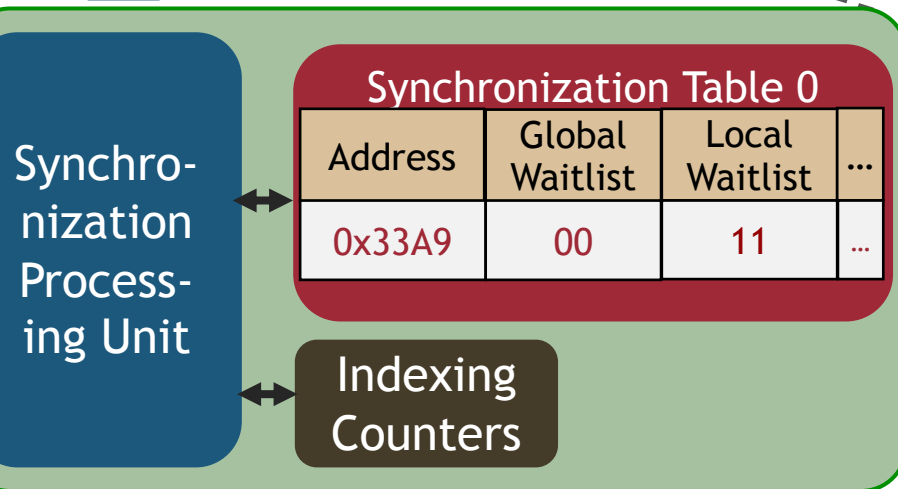 Synchro-
nization
Process-
ing Unit
Synchronization Table 0
Address
Global
Waitlist
Local
Waitlist
...
0x33A9
00
11
...
Indexing
Counters